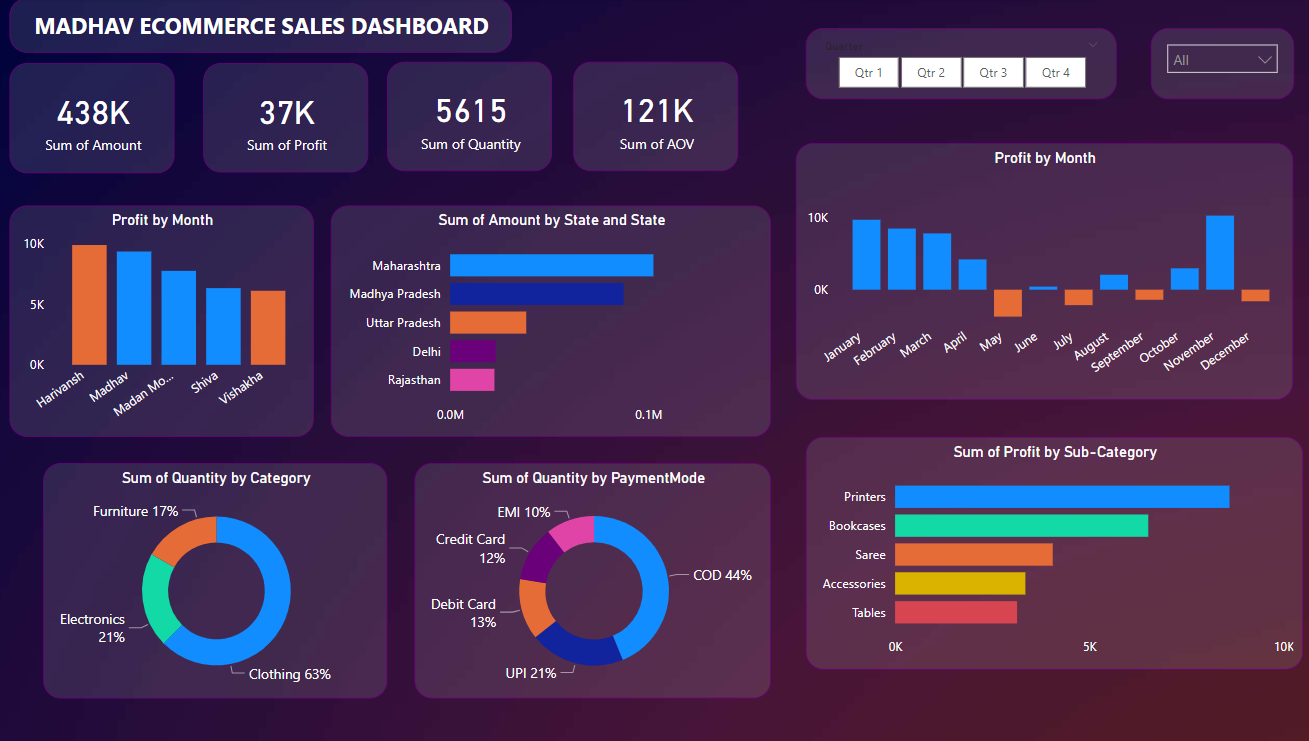 MADHAV ECOMMERCE SALES DASHBOARD
Quarter
Qtr 1
Qtr 2
Qtr 3
Qtr 4
All
438K
Sum of Amount
37K
Sum of Profit
5615
Sum of Quantity
121K
Sum of AOV
Profit by Month
10K
5K
0K
Harivansh
Madhav
Madan Mo...
Shiva
Vishakha
Sum of Amount by State and State
Maharashtra
Madhya Pradesh
Uttar Pradesh
Delhi
Rajasthan
0.0M
0.1M
Profit by Month
10K
0K
January
February
March
April
May
June
July
August
September
October
November
December
Sum of Quantity by Category
Furniture 17%
Electronics
21%
Clothing 63%
Sum of Quantity by PaymentMode
EMI 10%
Credit Card
12%
Debit Card
13%
UPI 21%
COD 44%
Sum of Profit by Sub-Category
Printers
Bookcases
Saree
Accessories
Tables
0K
5K
10K